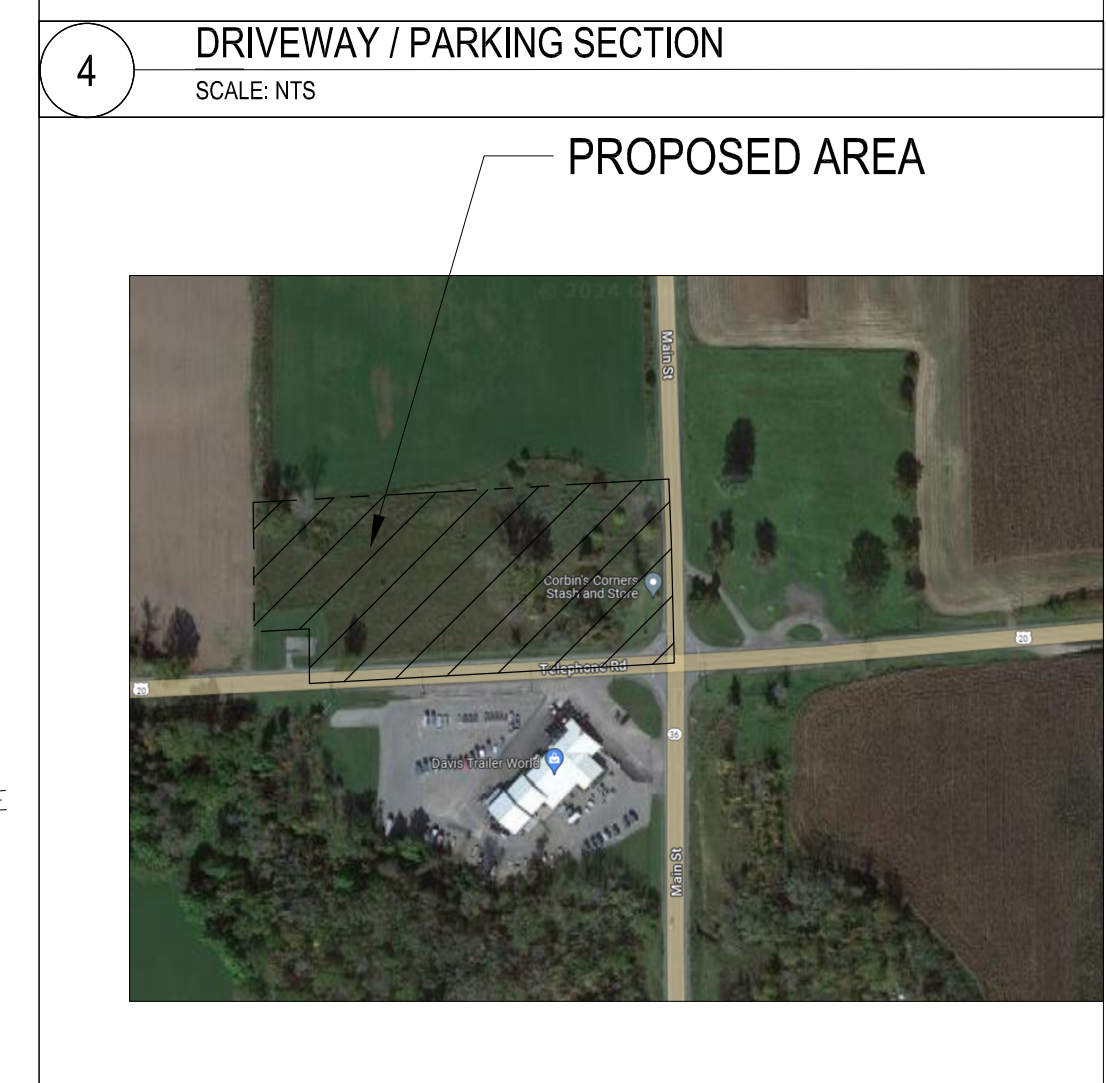 4
DRIVEWAY / PARKING SECTION
SCALE: NTS
PROPOSED AREA
© 2024
Main St
Corbin's Corners
Stash and Store
20
Telephone Rd
20
36
Davis Trailer World
Main St